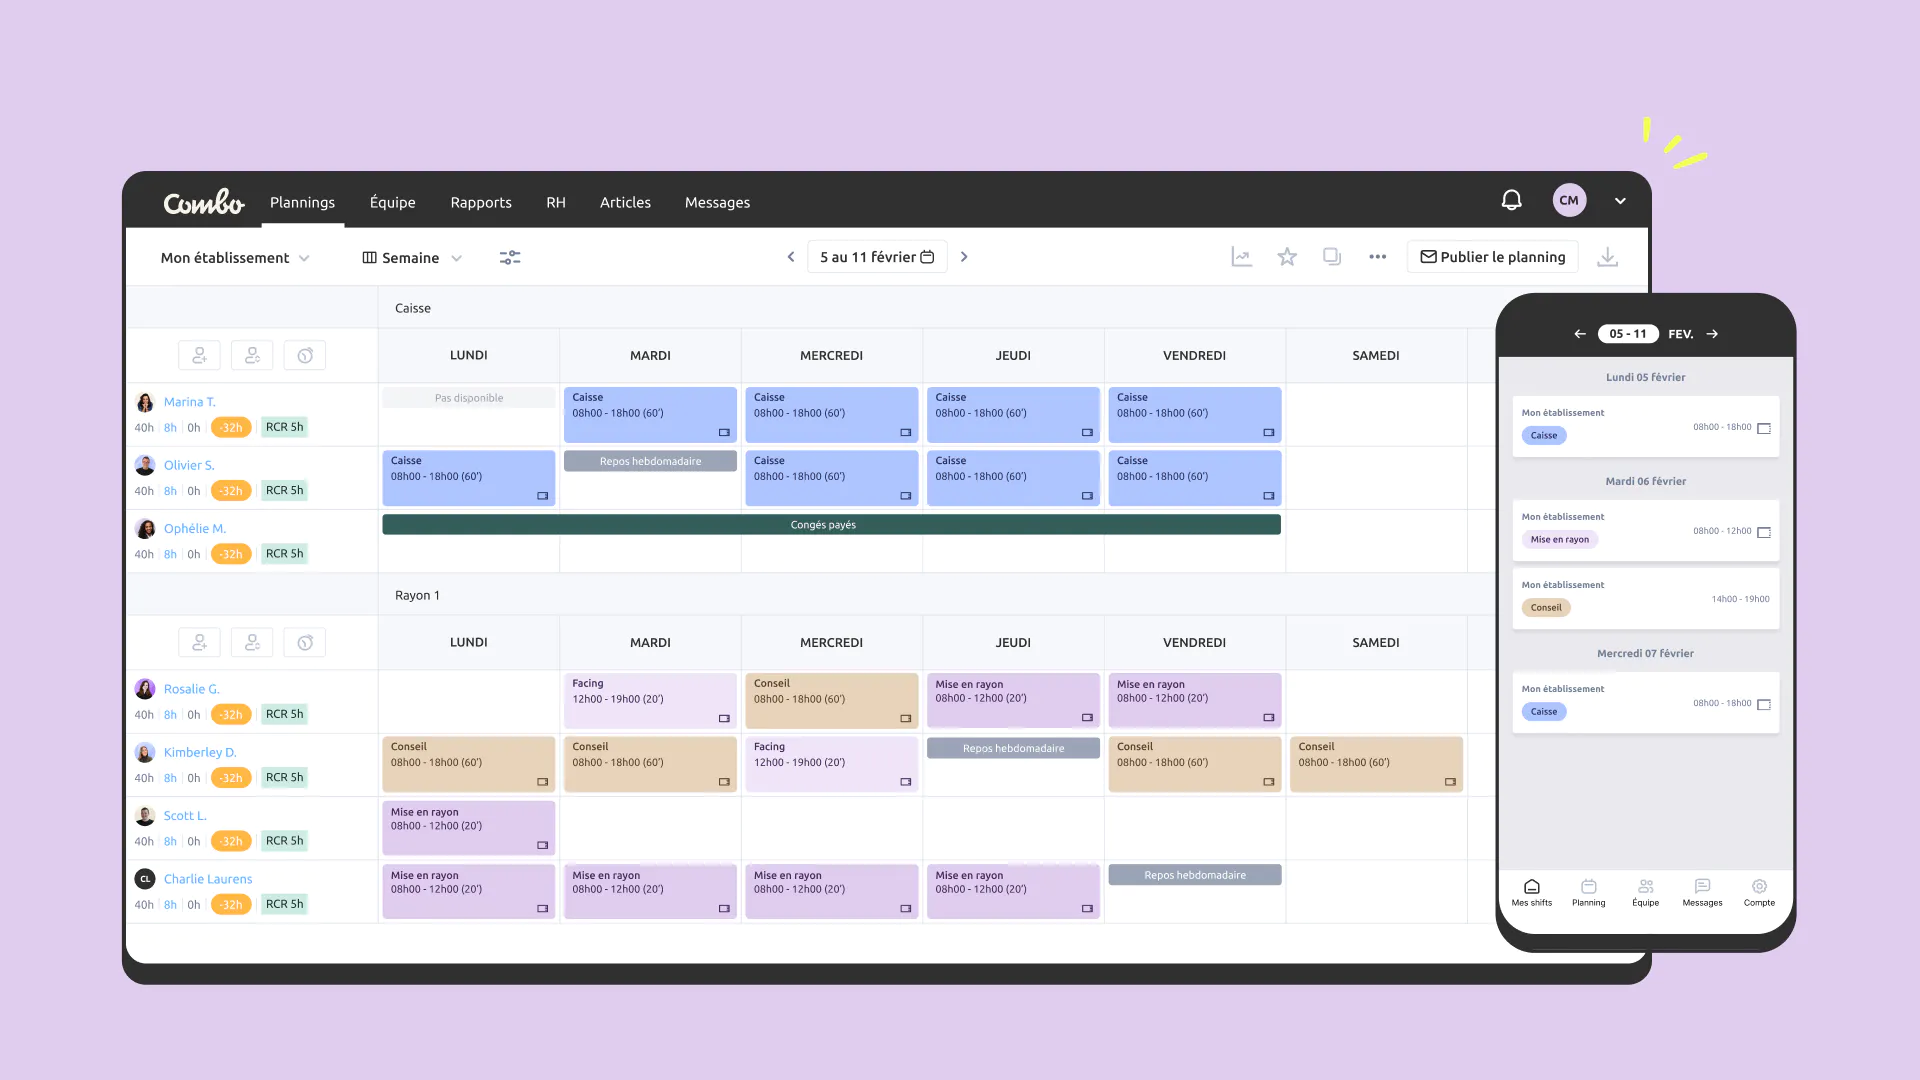 Combo Plannings Équipe Rapports RH Articles Messages CM
Mon établissement Semaine 5 au 11 février Publier le planning
Caisse
LUNDI MARDI MERCREDI JEUDI VENDREDI SAMEDI
Marina T.
40h 8h 0h -32h RCR 5h
Pas disponible
Caisse
08h00 - 18h00 (60')
Caisse
08h00 - 18h00 (60')
Caisse
08h00 - 18h00 (60')
Caisse
08h00 - 18h00 (60')
Olivier S.
40h 8h 0h -32h RCR 5h
Caisse
08h00 - 18h00 (60')
Repos hebdomadaire
Caisse
08h00 - 18h00 (60')
Caisse
08h00 - 18h00 (60')
Caisse
08h00 - 18h00 (60')
Ophélie M.
40h 8h 0h -32h RCR 5h
Congés payés
Rayon 1
LUNDI MARDI MERCREDI JEUDI VENDREDI SAMEDI
Rosalie G.
40h 8h 0h -32h RCR 5h
Facing
12h00 - 19h00 (20')
Conseil
08h00 - 18h00 (60')
Mise en rayon
08h00 - 12h00 (20')
Mise en rayon
08h00 - 12h00 (20')
Kimberley D.
40h 8h 0h -32h RCR 5h
Conseil
08h00 - 18h00 (60')
Conseil
08h00 - 18h00 (60')
Facing
12h00 - 19h00 (20')
Repos hebdomadaire
Conseil
08h00 - 18h00 (60')
Conseil
08h00 - 18h00 (60')
Scott L.
40h 8h 0h -32h RCR 5h
Mise en rayon
08h00 - 12h00 (20')
CL Charlie Laurens
40h 8h 0h -32h RCR 5h
Mise en rayon
08h00 - 12h00 (20')
Mise en rayon
08h00 - 12h00 (20')
Mise en rayon
08h00 - 12h00 (20')
Mise en rayon
08h00 - 12h00 (20')
Repos hebdomadaire
05 - 11 FEV.
Lundi 05 février
Mon établissement
Caisse
08h00 - 18h00
Mardi 06 février
Mon établissement
Mise en rayon
08h00 - 12h00
Mon établissement
Conseil
14h00 - 19h00
Mercredi 07 février
Mon établissement
Caisse
08h00 - 18h00
Mes shifts Planning Équipe Messages Compte